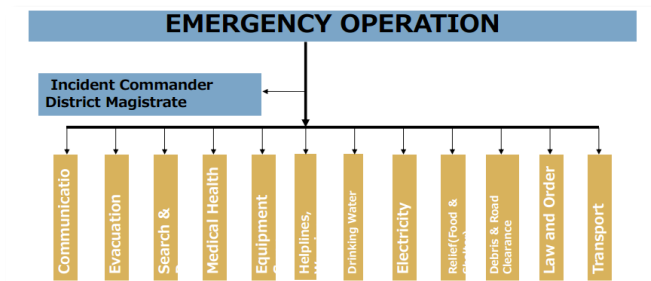 EMERGENCY OPERATION
Incident Commander
District Magistrate
Communicatio
Evacuation
Search &
Medical Health
Equipment
Helplines,
Drinking Water
Electricity
Relief(Food &
Debris & Road
Clearance
Law and Order
Transport